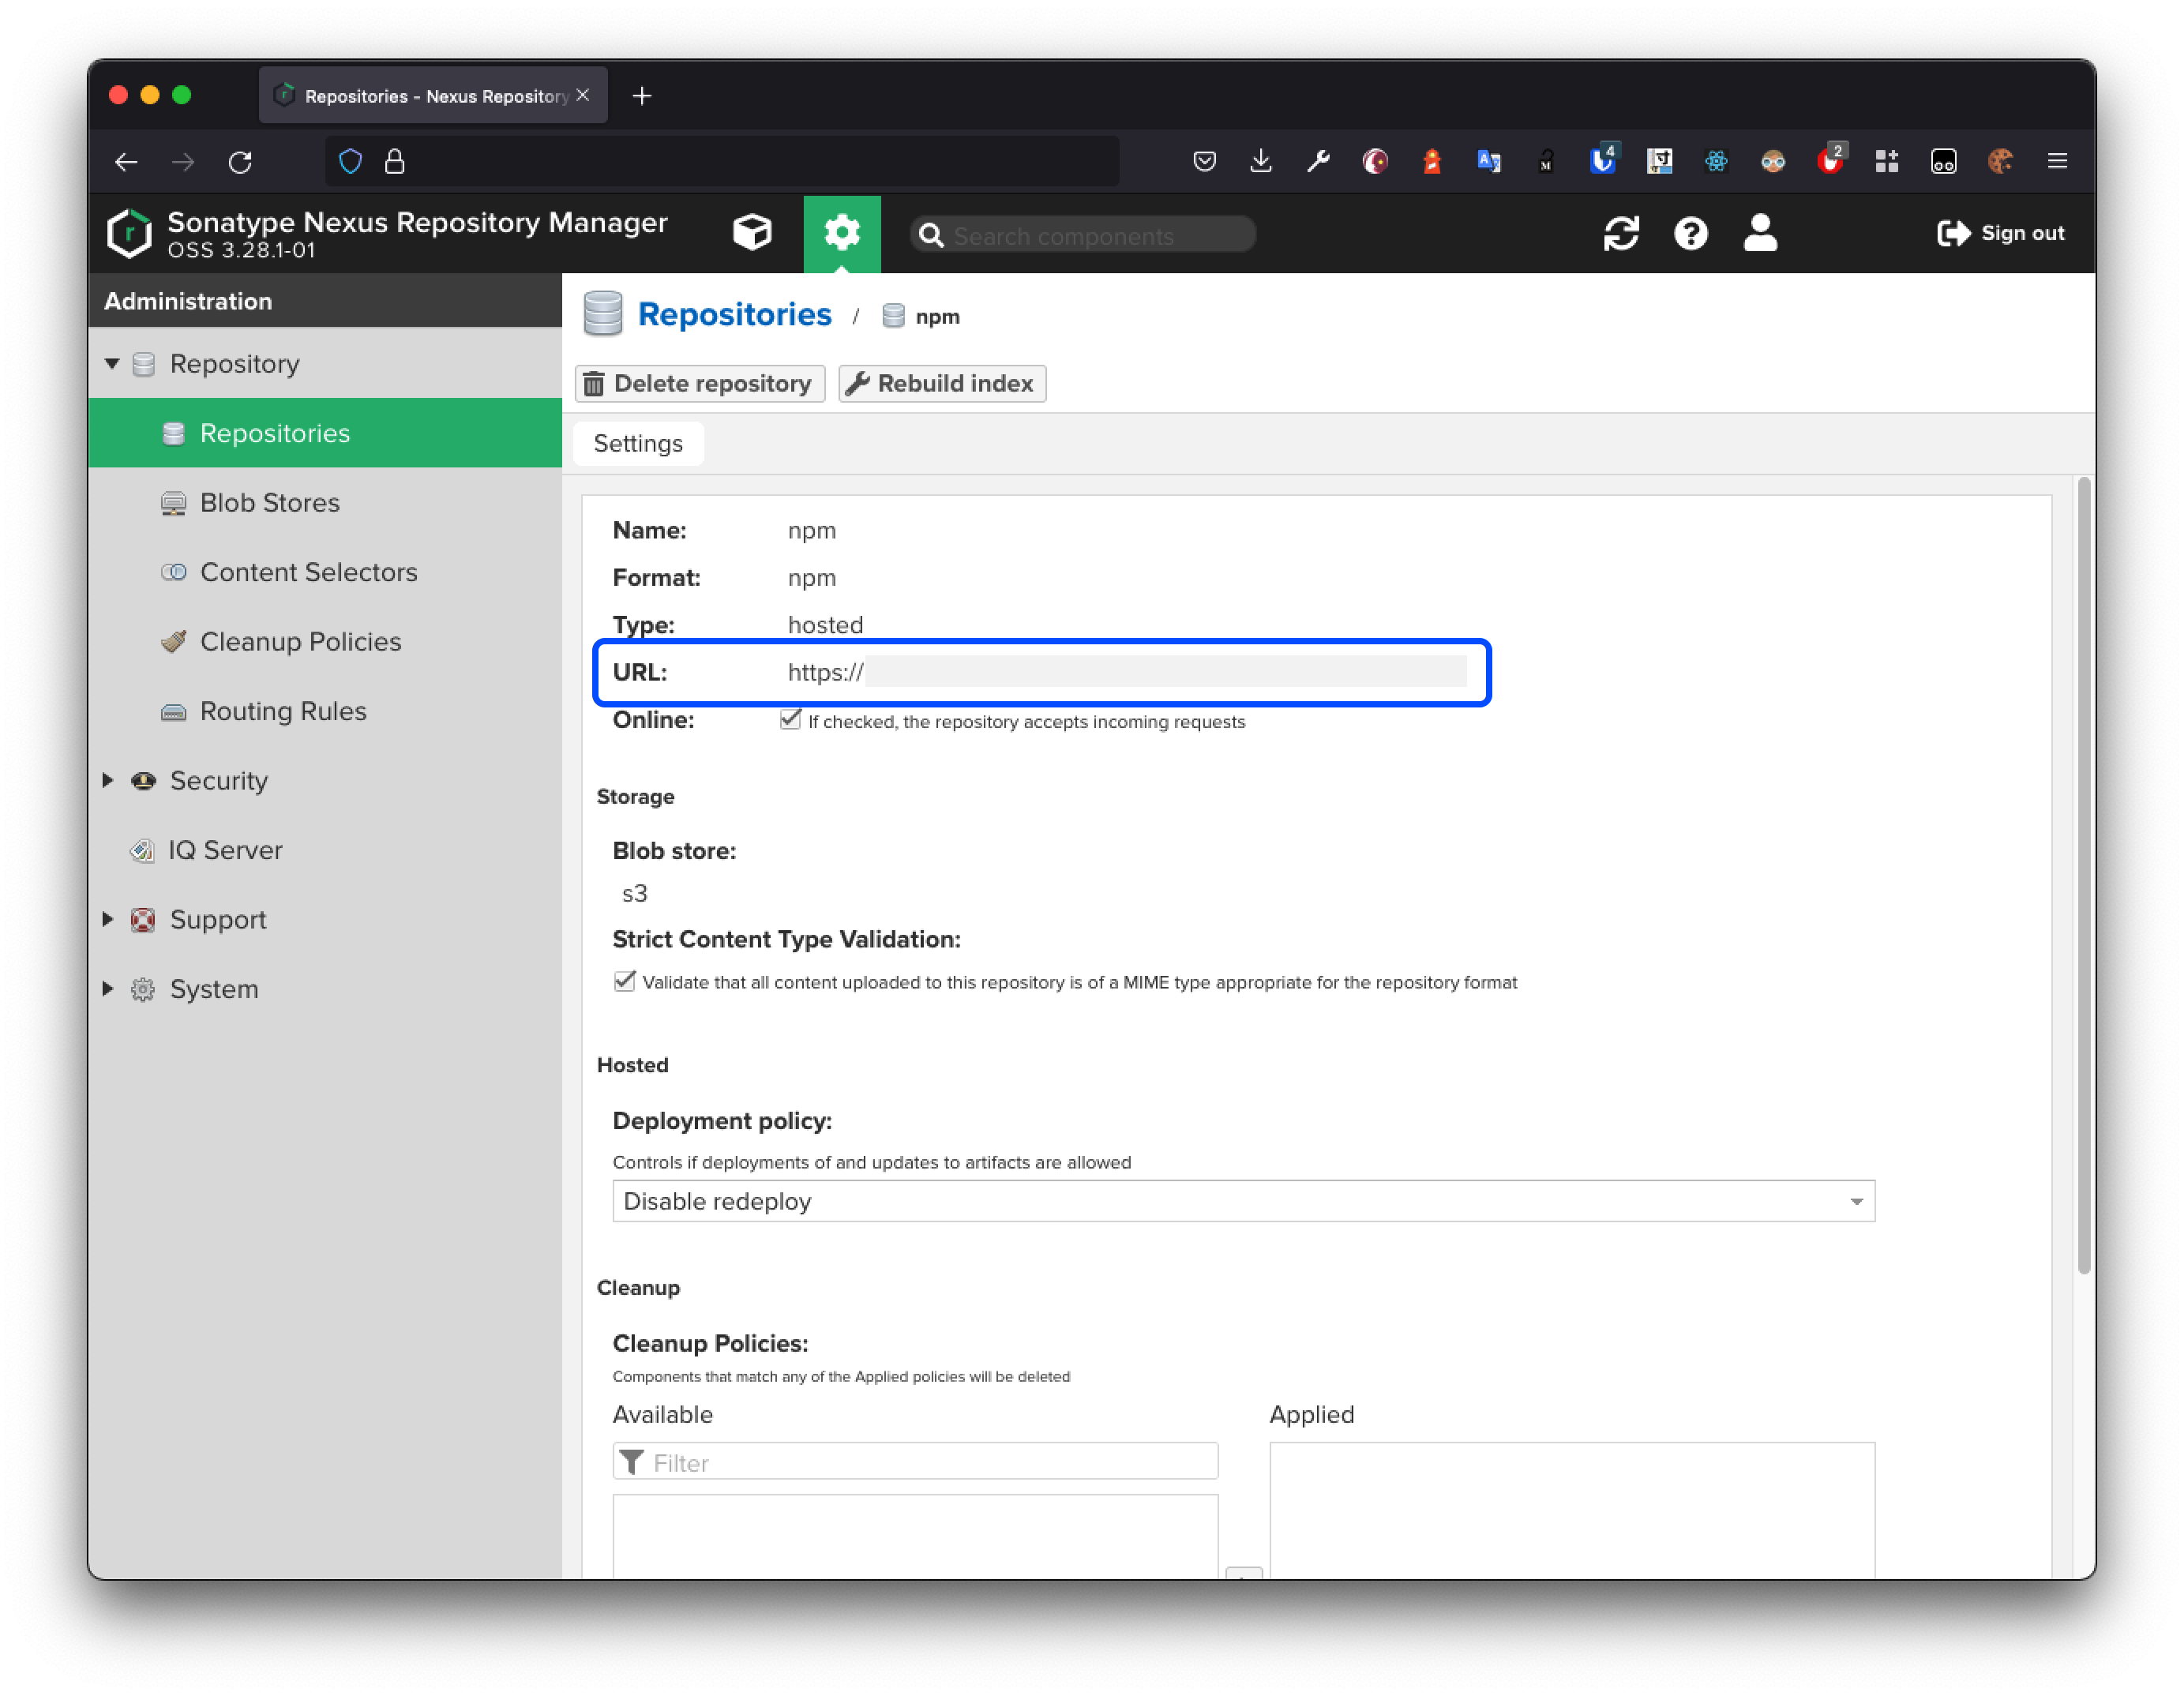 Repositories - Nexus Repository
4
2
Sonatype Nexus Repository Manager
OSS 3.28.1-01
Search components
Sign out
Administration
Repository
Repositories
Blob Stores
Content Selectors
Cleanup Policies
Routing Rules
Security
IQ Server
Support
System
Repositories / npm
Delete repository
Rebuild index
Settings
Name: npm
Format: npm
Type: hosted
URL: https://
Online: If checked, the repository accepts incoming requests
Storage
Blob store:
s3
Strict Content Type Validation:
Validate that all content uploaded to this repository is of a MIME type appropriate for the repository format
Hosted
Deployment policy:
Controls if deployments of and updates to artifacts are allowed
Disable redeploy
Cleanup
Cleanup Policies:
Components that match any of the Applied policies will be deleted
Available
Applied
Filter